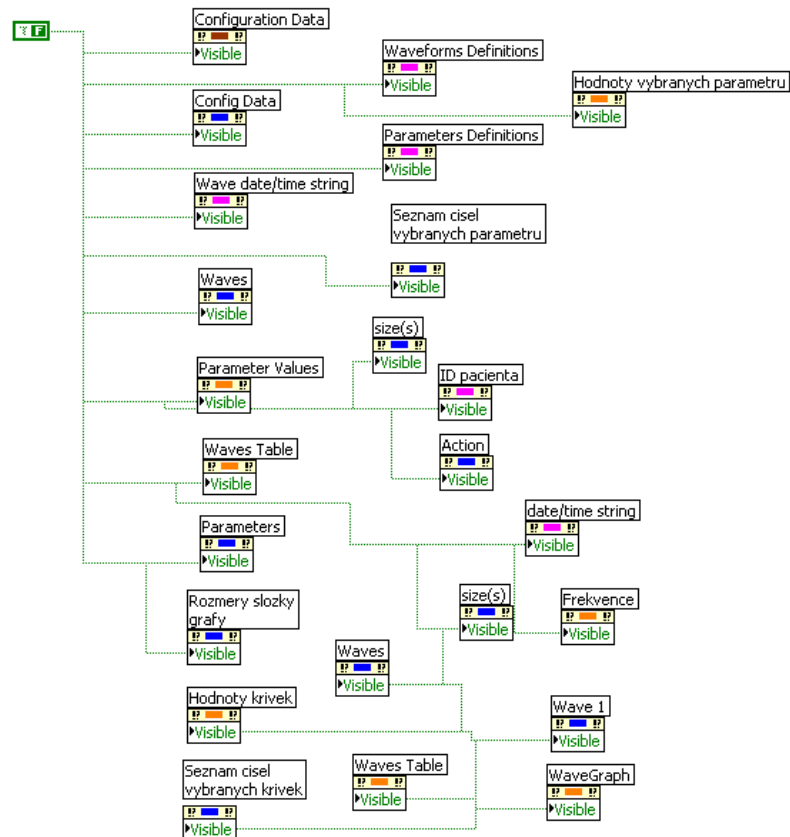 F
Configuration Data
Visible
Waveforms Definitions
Visible
Hodnoty vybranych parametru
Visible
Config Data
Visible
Parameters Definitions
Visible
Wave date/time string
Visible
Seznam cisel
vybranych parametru
Visible
Waves
Visible
size(s)
Visible
Parameter Values
Visible
ID pacienta
Visible
Action
Visible
Waves Table
Visible
date/time string
Visible
Parameters
Visible
size(s)
Visible
Frekvence
Visible
Rozmery slozky
grafy
Visible
Waves
Visible
Hodnoty krivek
Visible
Wave 1
Visible
Seznam cisel
vybranych krivek
Visible
Waves Table
Visible
WaveGraph
Visible